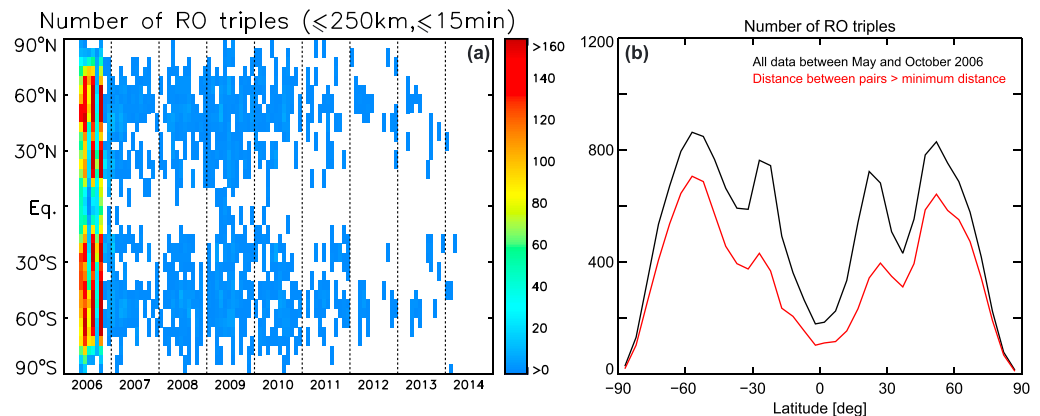 Number of RO triples (⩽250km,⩽15min)
(a)
90°N
60°N
30°N
Eq.
30°S
60°S
90°S
2006 2007 2008 2009 2010 2011 2012 2013 2014
>160
140
120
100
80
60
40
20
>0
Number of RO triples
(b)
All data between May and October 2006
Distance between pairs > minimum distance
1200
800
400
0
−90 −60 −30 0 30 60 90
Latitude [deg]